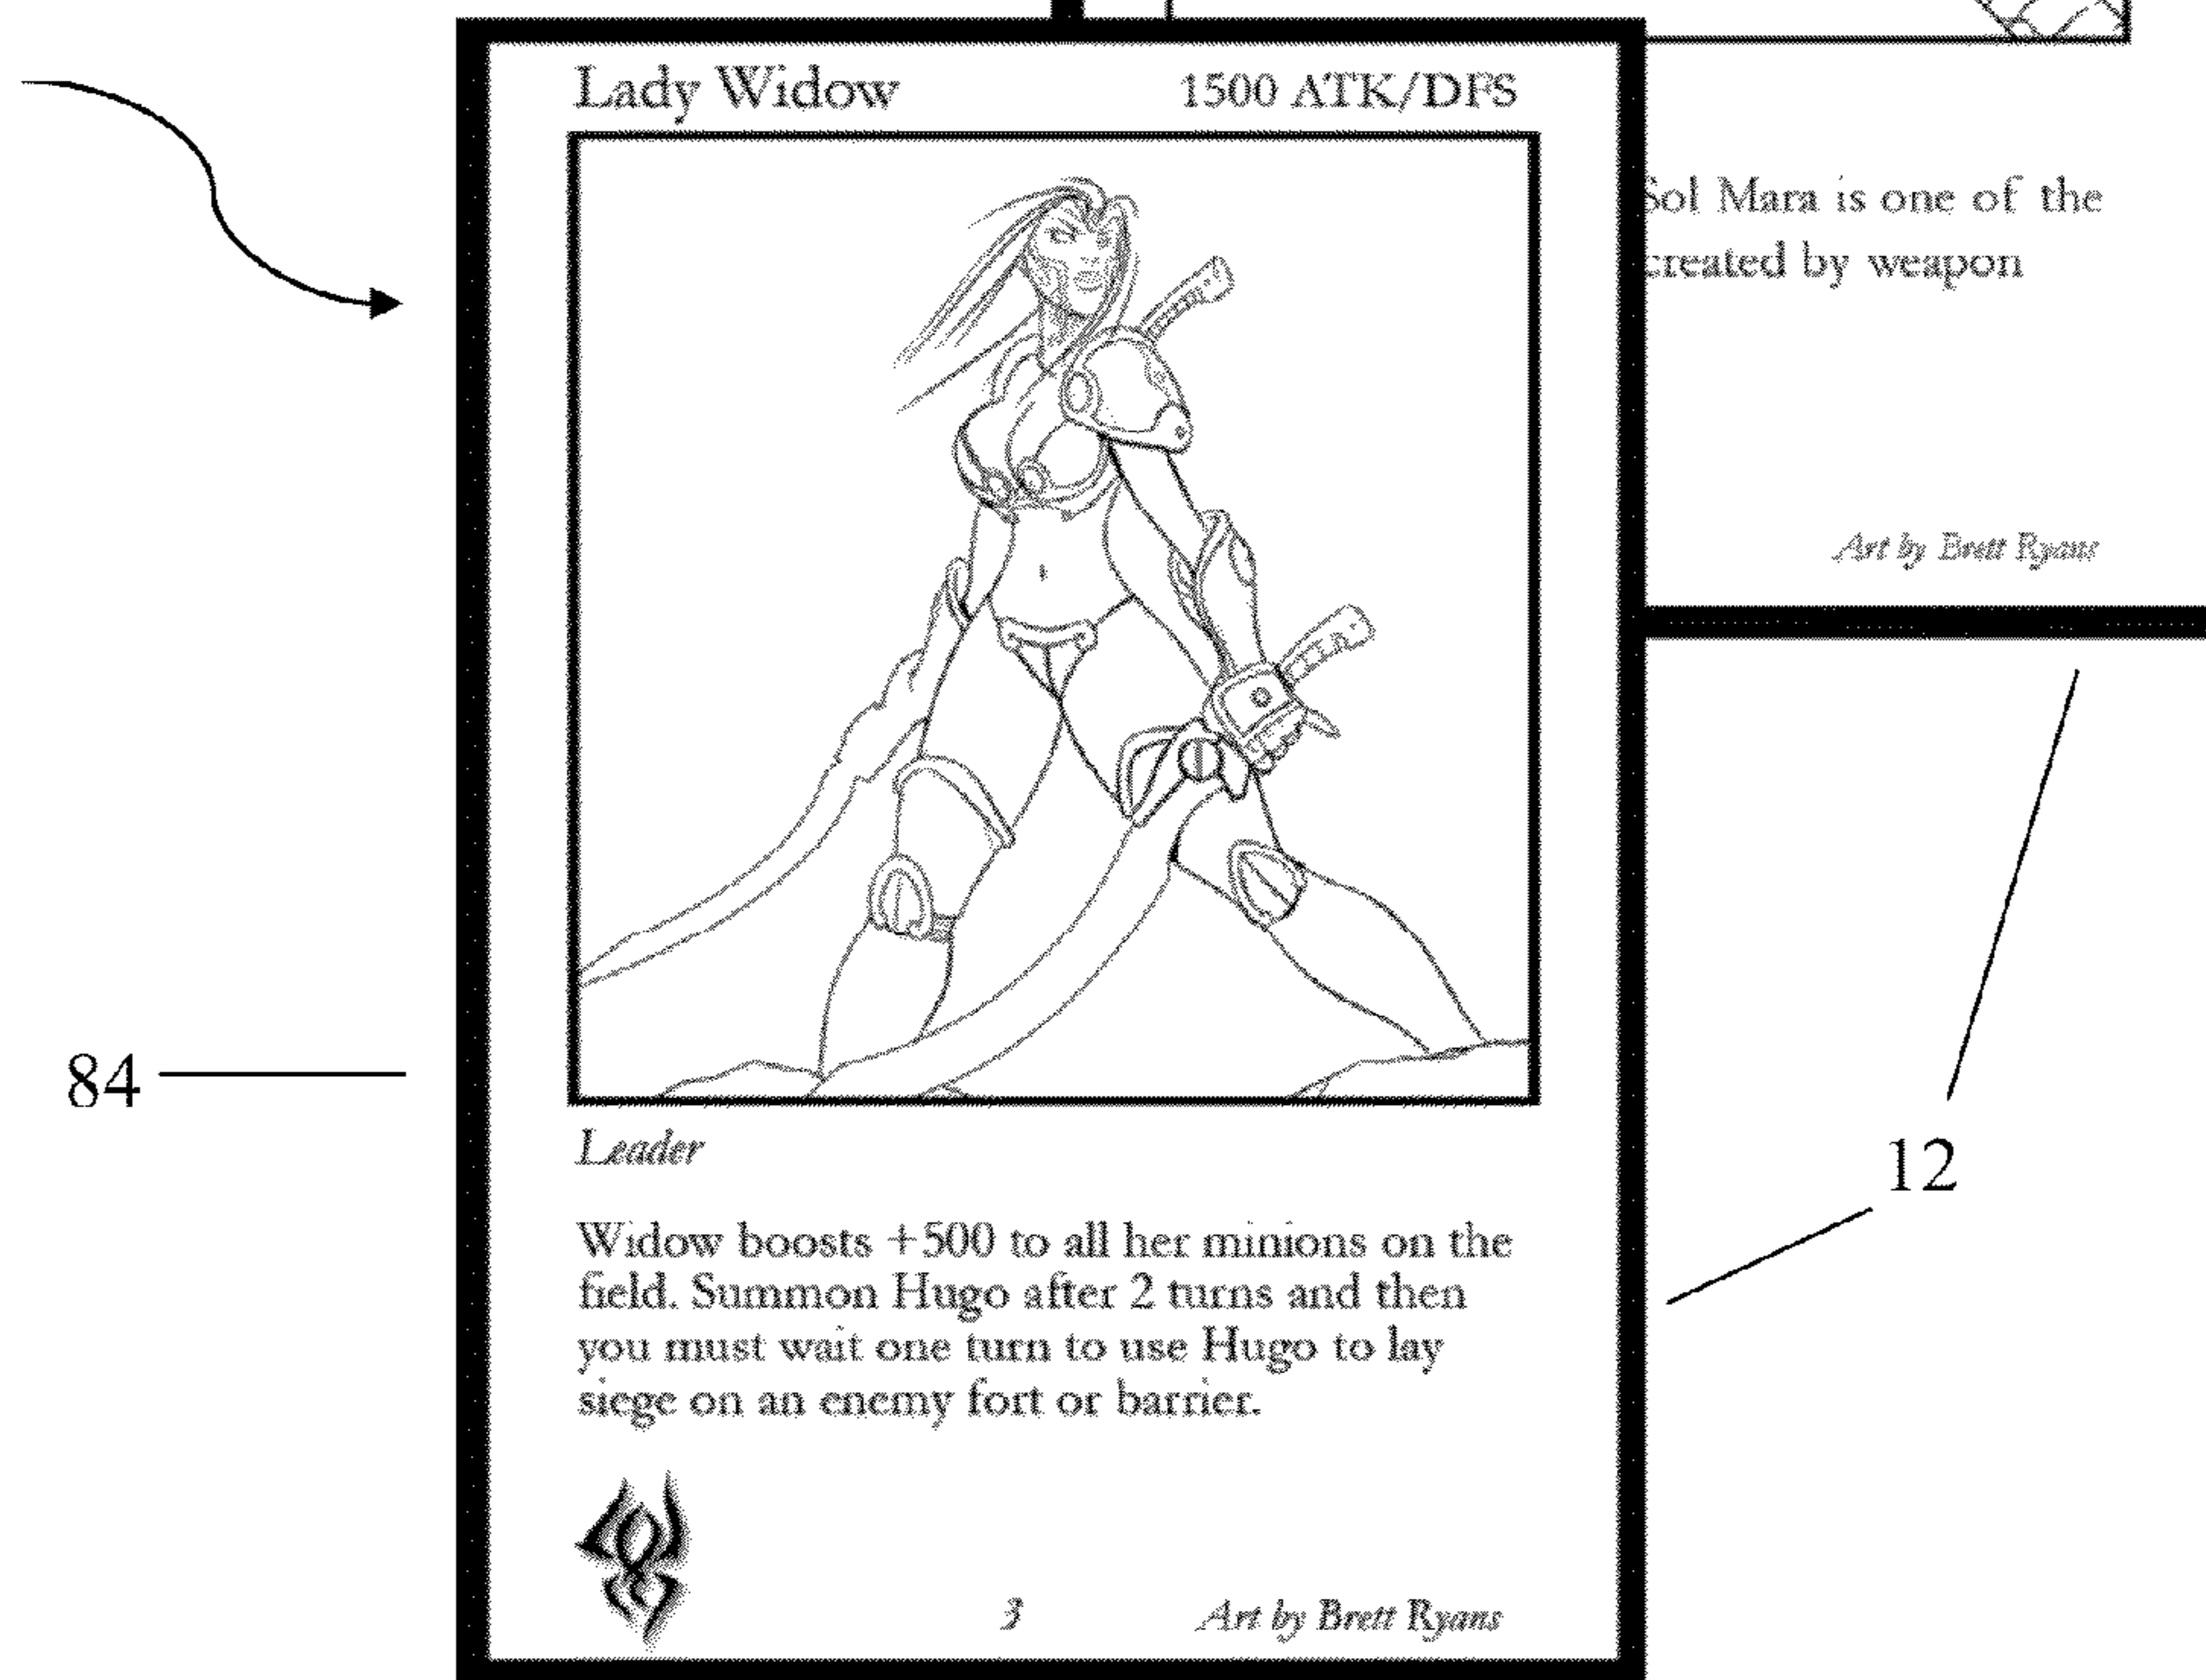 Lady Widow 1500 ATK/DFS
Sol Mara is one of the
created by weapon
Art by Brett Ryans
84
12
Leader
Widow boosts +500 to all her minions on the
field. Summon Hugo after 2 turns and then
you must wait one turn to use Hugo to lay
siege on an enemy fort or barrier.
3 Art by Brett Ryans